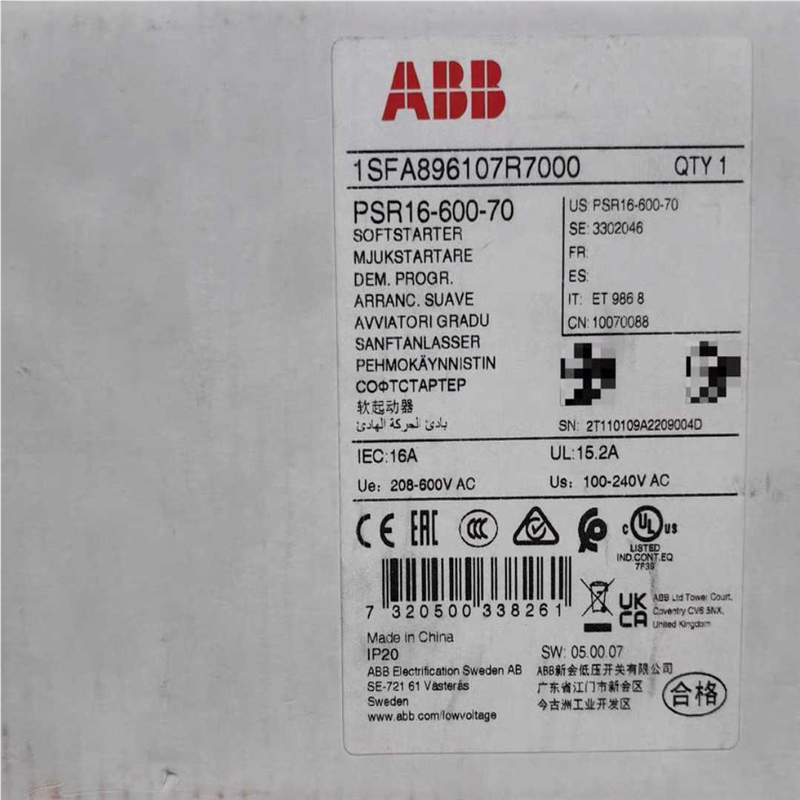 ABB
1SFA896107R7000 QTY 1
PSR16-600-70
SOFTSTARTER
MJUKSTARTARE
DEM. PROGR.
ARRANC. SUAVE
AVVIATORI GRADU
SANFTANLASSER
PEHMOKÄYNNISTIN
СОФТСТАРТЕР
软起动器
بادئ الحركة الهادئ
US: PSR16-600-70
SE: 3302046
FR:
ES:
IT: ET 986 8
CN: 10070088
SN: 2T110109A2209004D
IEC:16A UL:15.2A
Ue: 208-600V AC Us: 100-240V AC
CE EAC CCC c UL us
LISTED
IND.CONT.EQ
7F39
7 320500 338261
UK
CA
ABB Ltd Tower Court,
Coventry CV6 5NX,
United Kingdom
Made in China
IP20 SW: 05.00.07
ABB Electrification Sweden AB
SE-721 61 Västerås
Sweden
www.abb.com/lowvoltage
ABB新会低压开关有限公司
广东省江门市新会区
今古洲工业开发区
合格